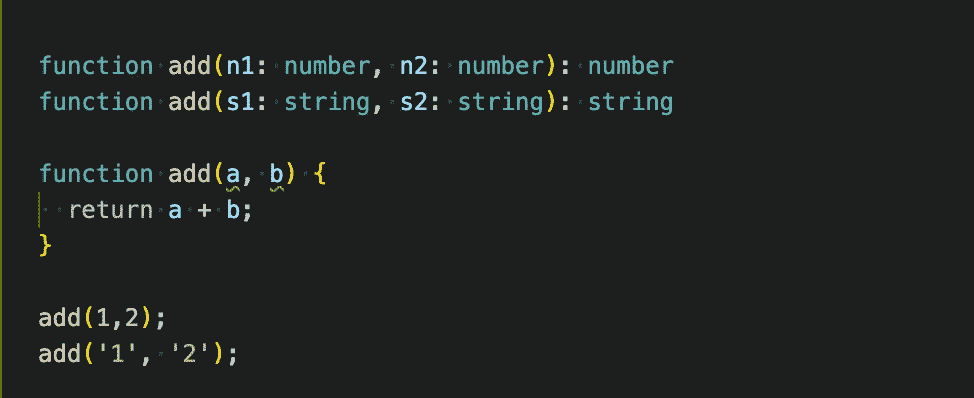 function add(n1: number, n2: number): number
function add(s1: string, s2: string): string
function add(a, b) {
return a + b;
}
add(1,2);
add('1', '2');